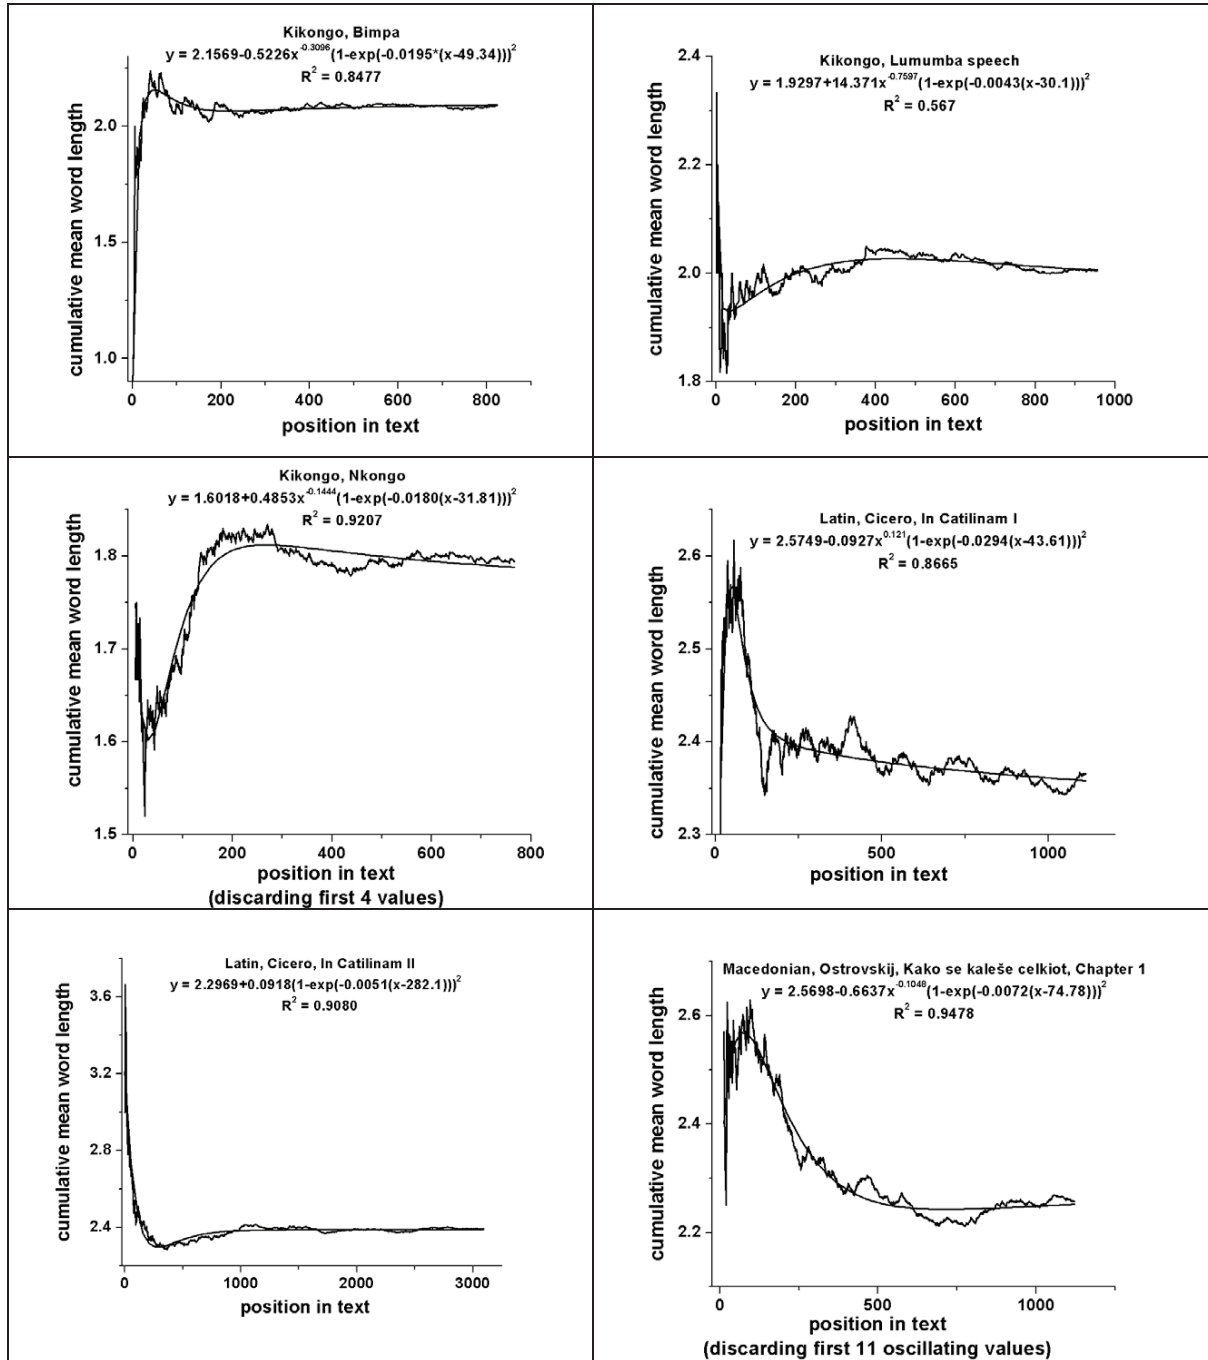 Kikongo, Bimpa
y = 2.1569-0.5226x^-0.3096(1-exp(-0.0195*(x-49.34)))^2
R^2 = 0.8477
2.0
1.5
1.0
cumulative mean word length
0 200 400 600 800
position in text
Kikongo, Lumumba speech
y = 1.9297+14.371x^-0.7597(1-exp(-0.0043(x-30.1)))^2
R^2 = 0.567
2.4
2.2
2.0
1.8
cumulative mean word length
0 200 400 600 800 1000
position in text
Kikongo, Nkongo
y = 1.6018+0.4853x^-0.1444(1-exp(-0.0180(x-31.81)))^2
R^2 = 0.9207
1.8
1.7
1.6
1.5
cumulative mean word length
0 200 400 600 800
position in text
(discarding first 4 values)
Latin, Cicero, In Catilinam I
y = 2.5749-0.0927x^0.121(1-exp(-0.0294(x-43.61)))^2
R^2 = 0.8665
2.6
2.5
2.4
2.3
cumulative mean word length
0 500 1000
position in text
Latin, Cicero, In Catilinam II
y = 2.2969+0.0918(1-exp(-0.0051(x-282.1)))^2
R^2 = 0.9080
3.6
3.2
2.8
2.4
cumulative mean word length
0 1000 2000 3000
position in text
Macedonian, Ostrovskij, Kako se kaleše celkiot, Chapter 1
y = 2.5698-0.6637x^-0.1048(1-exp(-0.0072(x-74.78)))^2
R^2 = 0.9478
2.6
2.4
2.2
cumulative mean word length
0 500 1000
position in text
(discarding first 11 oscillating values)